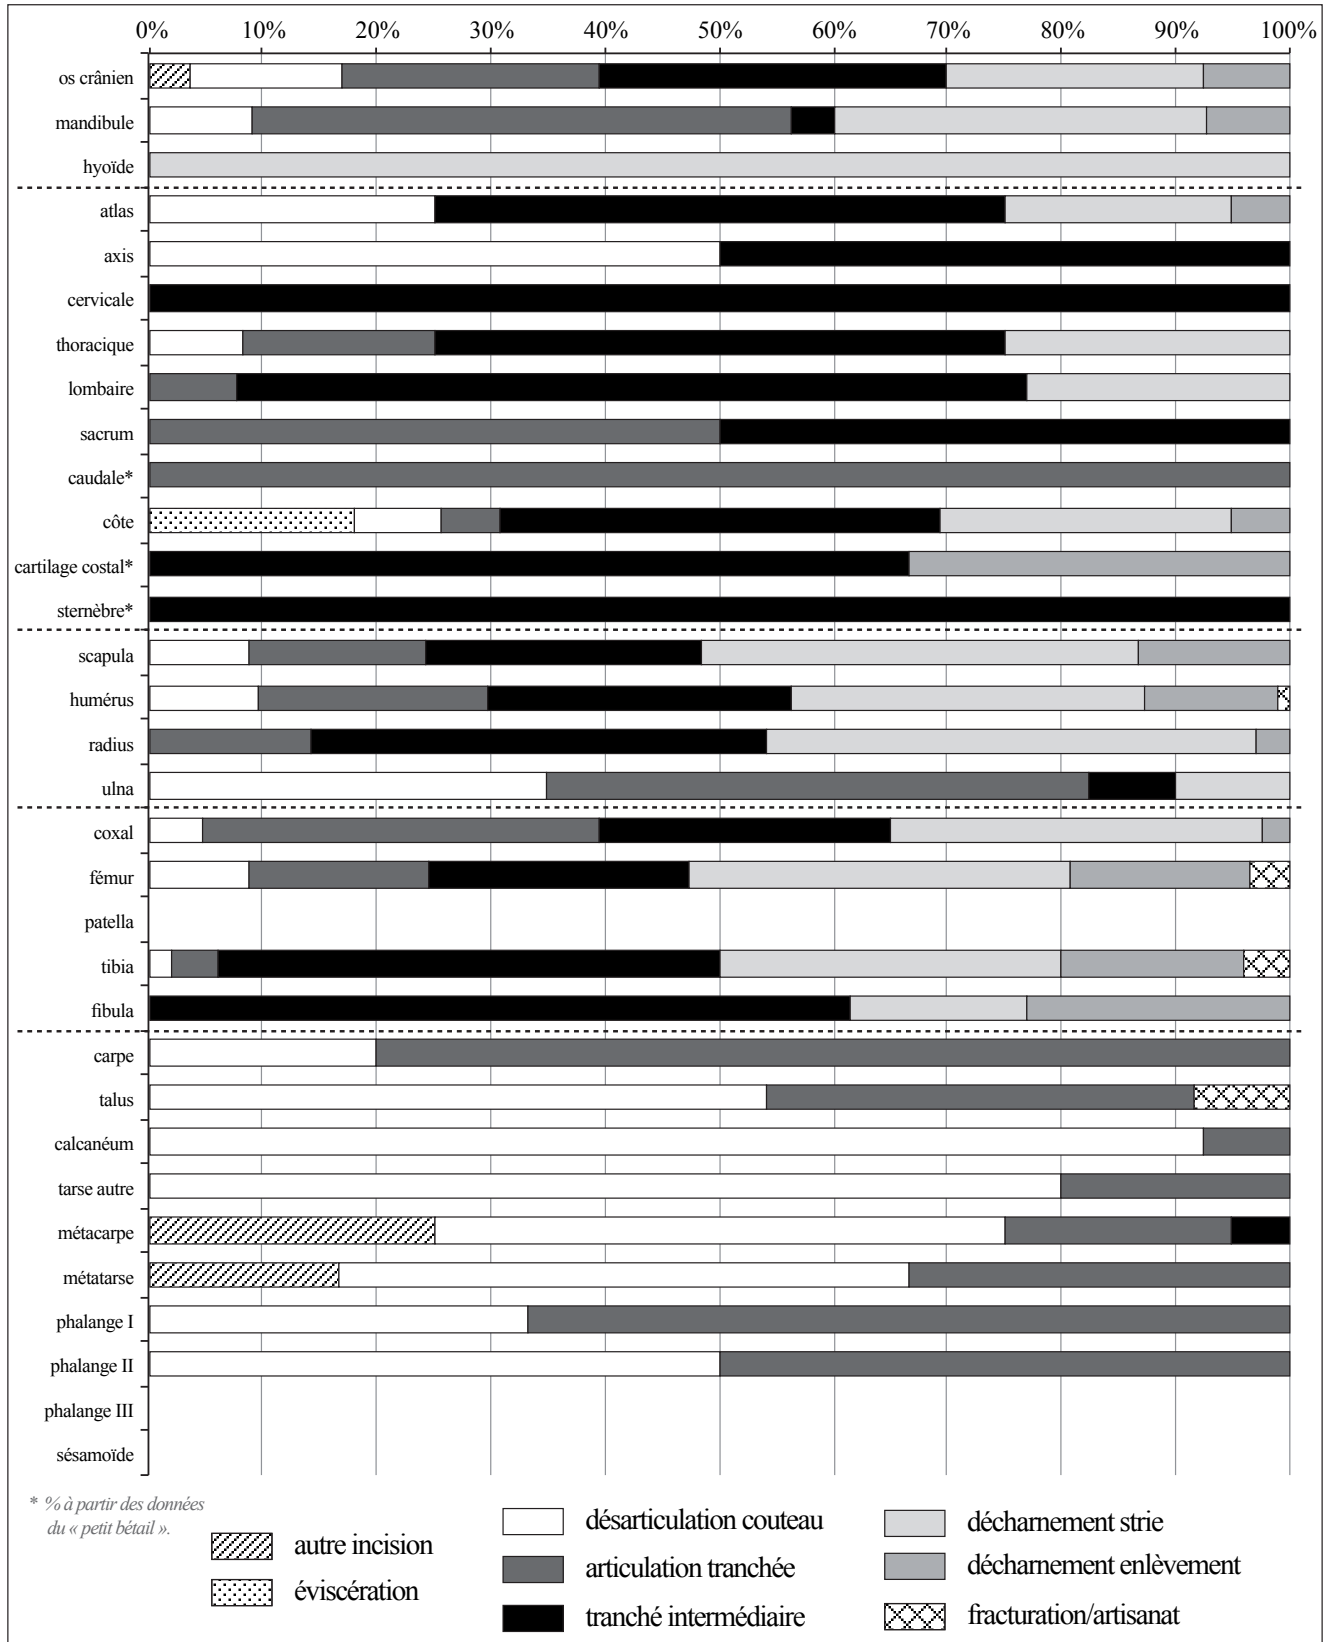 0% 10% 20% 30% 40% 50% 60% 70% 80% 90% 100%
os crânien
mandibule
hyoïde
atlas
axis
cervicale
thoracique
lombaire
sacrum
caudale*
côte
cartilage costal*
sternèbre*
scapula
humérus
radius
ulna
coxal
fémur
patella
tibia
fibula
carpe
talus
calcanéum
tarse autre
métacarpe
métatarse
phalange I
phalange II
phalange III
sésamoïde
* % à partir des données
du « petit bétail ».
autre incision
éviscération
désarticulation couteau
articulation tranchée
tranché intermédiaire
décharnement strie
décharnement enlèvement
fracturation/artisanat